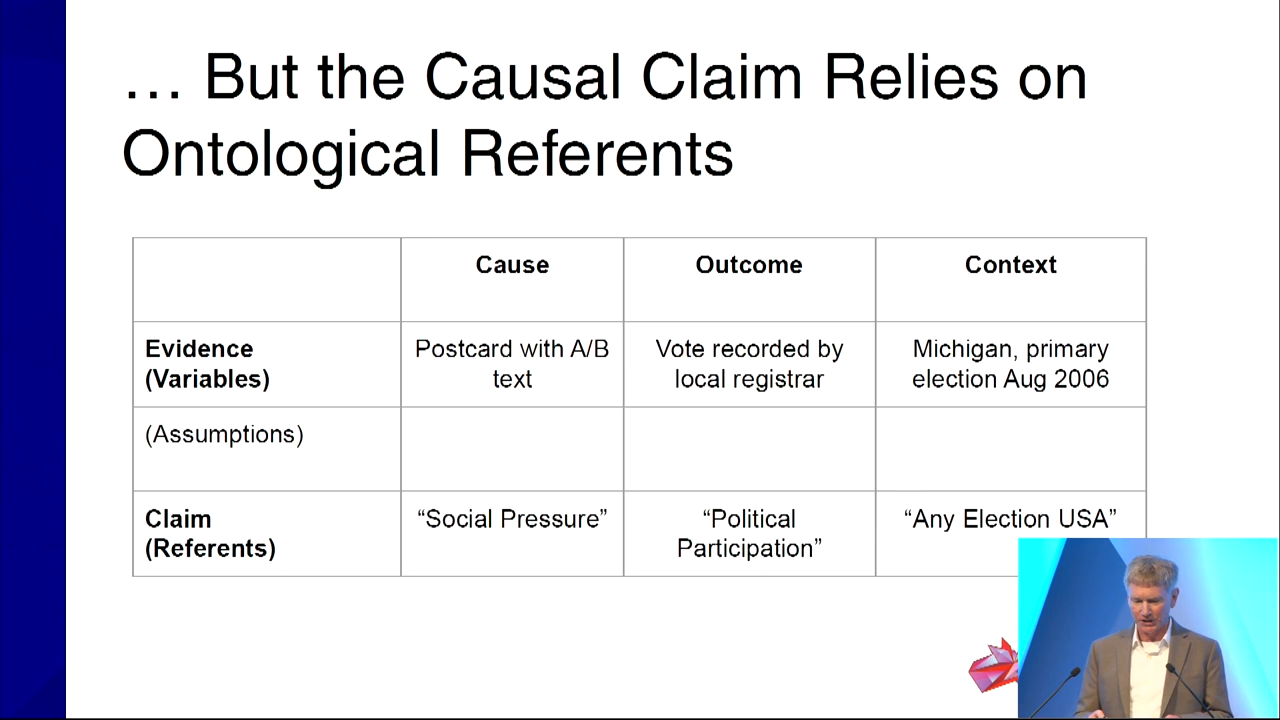 … But the Causal Claim Relies on
Ontological Referents
Cause
Outcome
Context
Evidence
(Variables)
Postcard with A/B
text
Vote recorded by
local registrar
Michigan, primary
election Aug 2006
(Assumptions)
Claim
(Referents)
“Social Pressure”
“Political
Participation”
“Any Election USA”